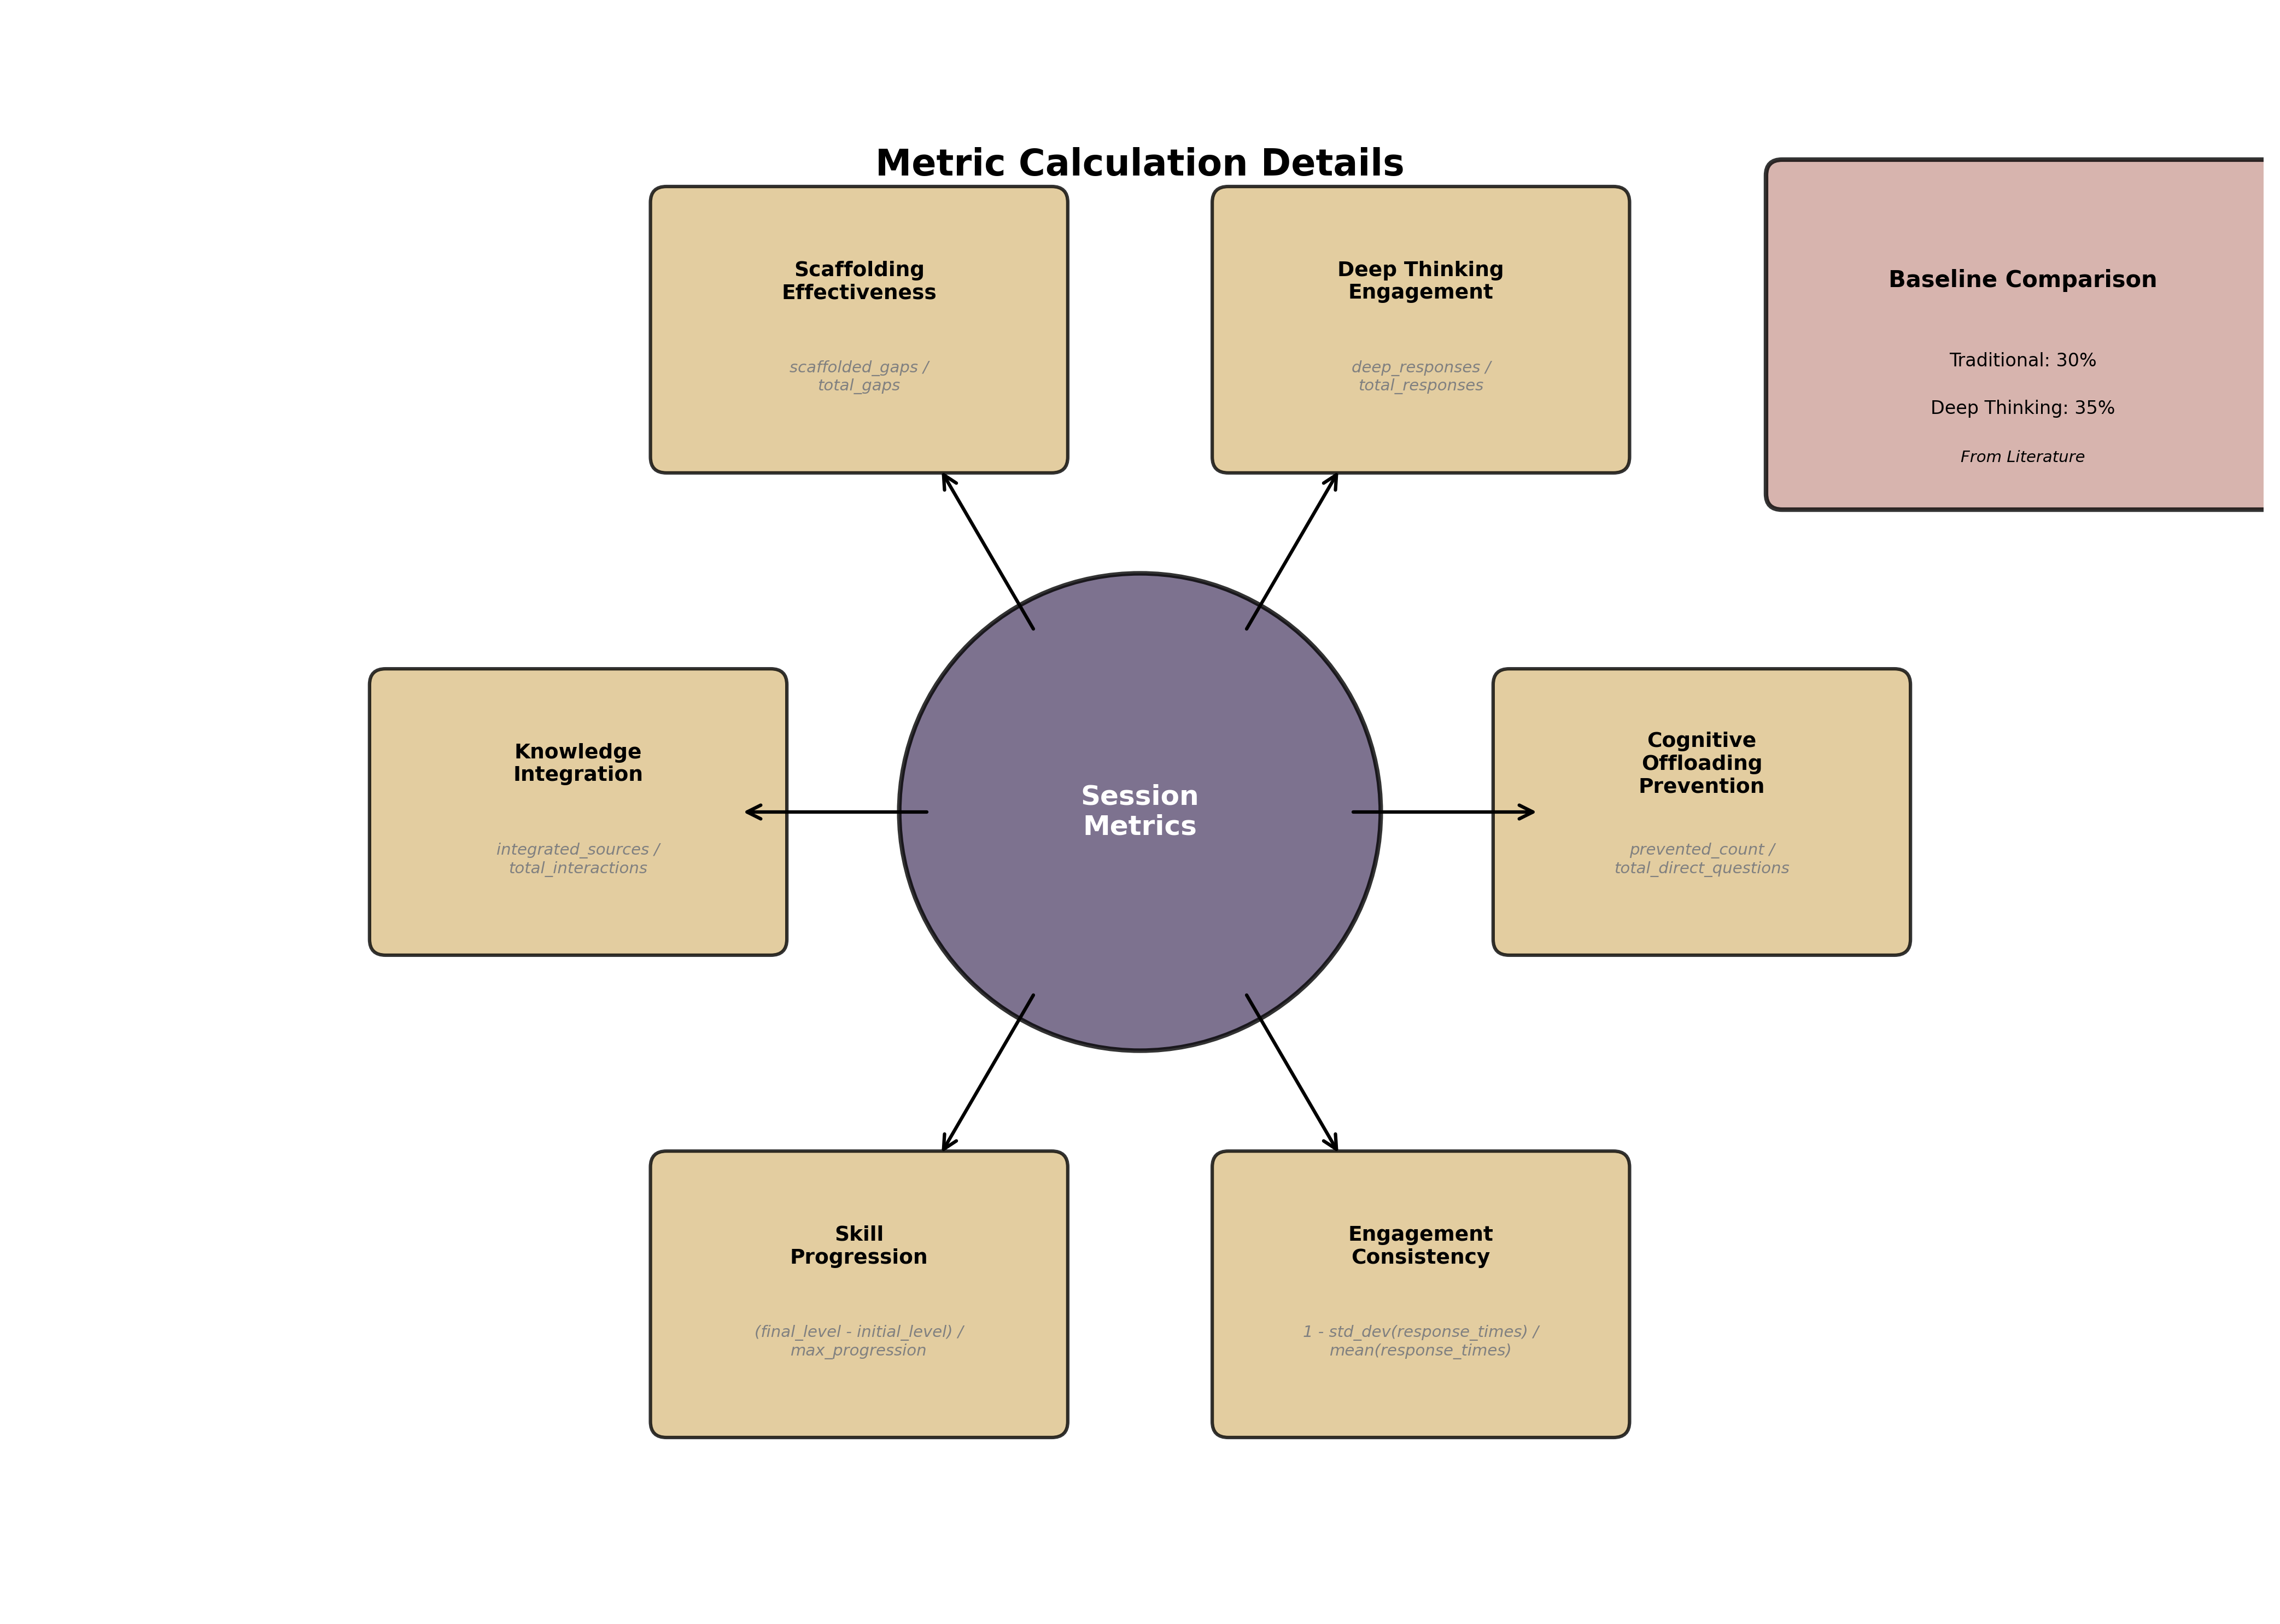 Metric Calculation Details
Scaffolding
Effectiveness
scaffolded_gaps /
total_gaps
Deep Thinking
Engagement
deep_responses /
total_responses
Baseline Comparison
Traditional: 30%
Deep Thinking: 35%
From Literature
Knowledge
Integration
integrated_sources /
total_interactions
Session
Metrics
Cognitive
Offloading
Prevention
prevented_count /
total_direct_questions
Skill
Progression
(final_level - initial_level) /
max_progression
Engagement
Consistency
1 - std_dev(response_times) /
mean(response_times)